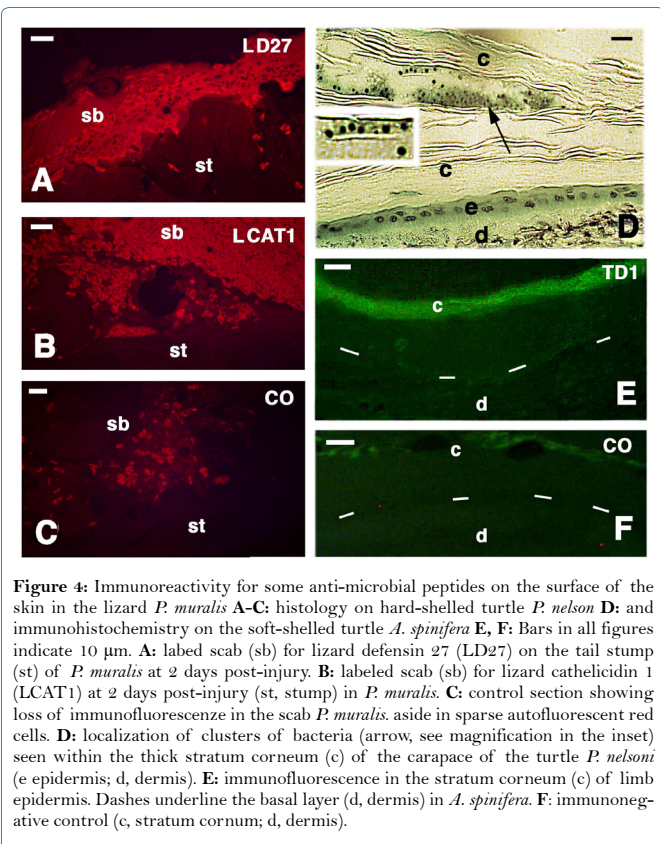 LD27
sb
st
A
LCAT1
sb
st
B
CO
sb
st
C
c
c
e
d
D
TD1
c
d
E
CO
c
d
F
Figure 4: Immunoreactivity for some anti-microbial peptides on the surface of the
skin in the lizard P. muralis A-C: histology on hard-shelled turtle P. nelson D: and
immunohistochemistry on the soft-shelled turtle A. spinifera E, F: Bars in all figures
indicate 10 μm. A: labed scab (sb) for lizard defensin 27 (LD27) on the tail stump
(st) of P. muralis at 2 days post-injury. B: labeled scab (sb) for lizard cathelicidin 1
(LCAT1) at 2 days post-injury (st, stump) in P. muralis. C: control section showing
loss of immunofluorescenze in the scab P. muralis. aside in sparse autofluorescent red
cells. D: localization of clusters of bacteria (arrow, see magnification in the inset)
seen within the thick stratum corneum (c) of the carapace of the turtle P. nelsoni
(e epidermis; d, dermis). E: immunofluorescence in the stratum corneum (c) of limb
epidermis. Dashes underline the basal layer (d, dermis) in A. spinifera. F: immunoneg-
ative control (c, stratum cornum; d, dermis).